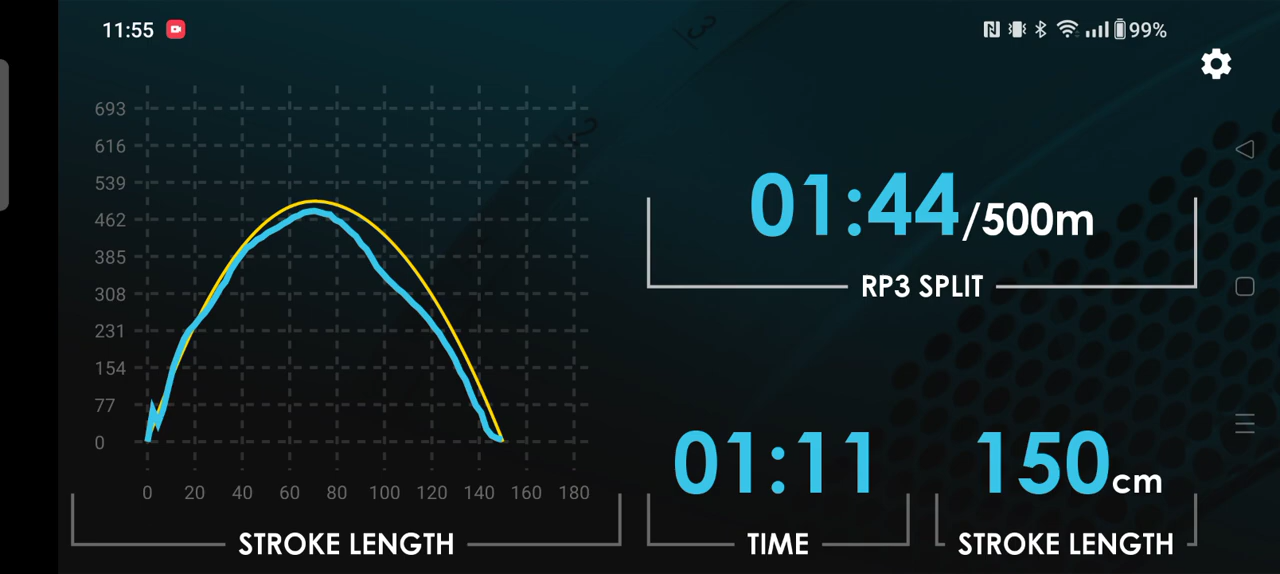 11:55
99%
693
616
539
462
385
308
231
154
77
0
0 20 40 60 80 100 120 140 160 180
STROKE LENGTH
01:44/500m
RP3 SPLIT
01:11
TIME
150cm
STROKE LENGTH